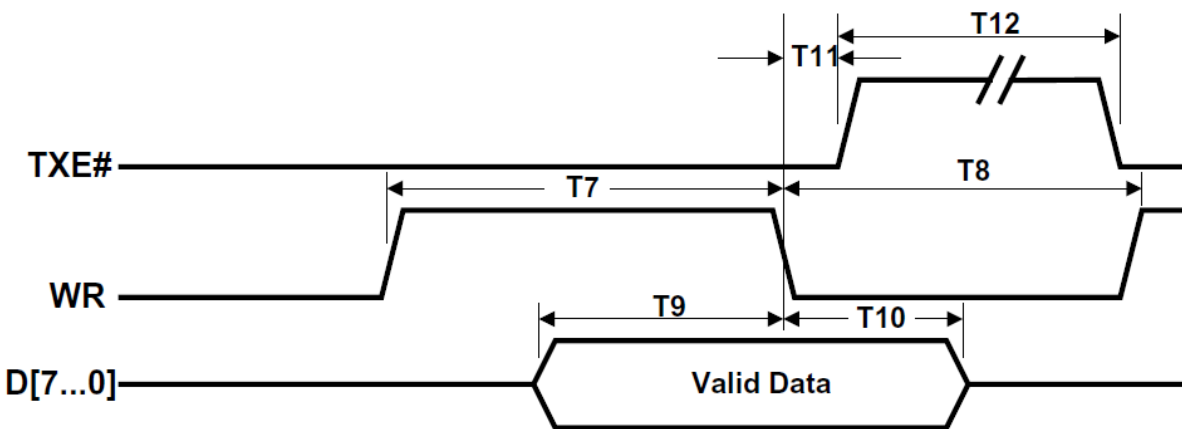 T12
T11
TXE#
T7
T8
WR
T9
T10
D[7...0]
Valid Data